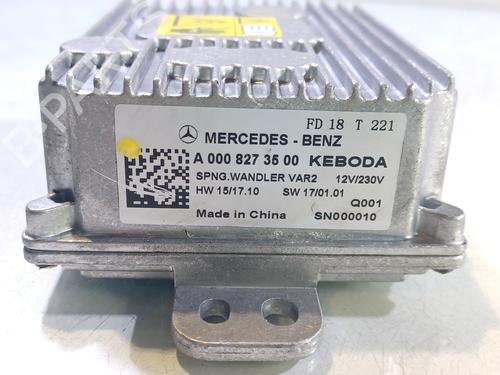 FD 18 T 221
MERCEDES - BENZ
A 000 827 35 00 KEBODA
SPNG.WANDLER VAR2 12V/230V
HW 15/17.10 SW 17/01.01
Q001
Made in China SN000010